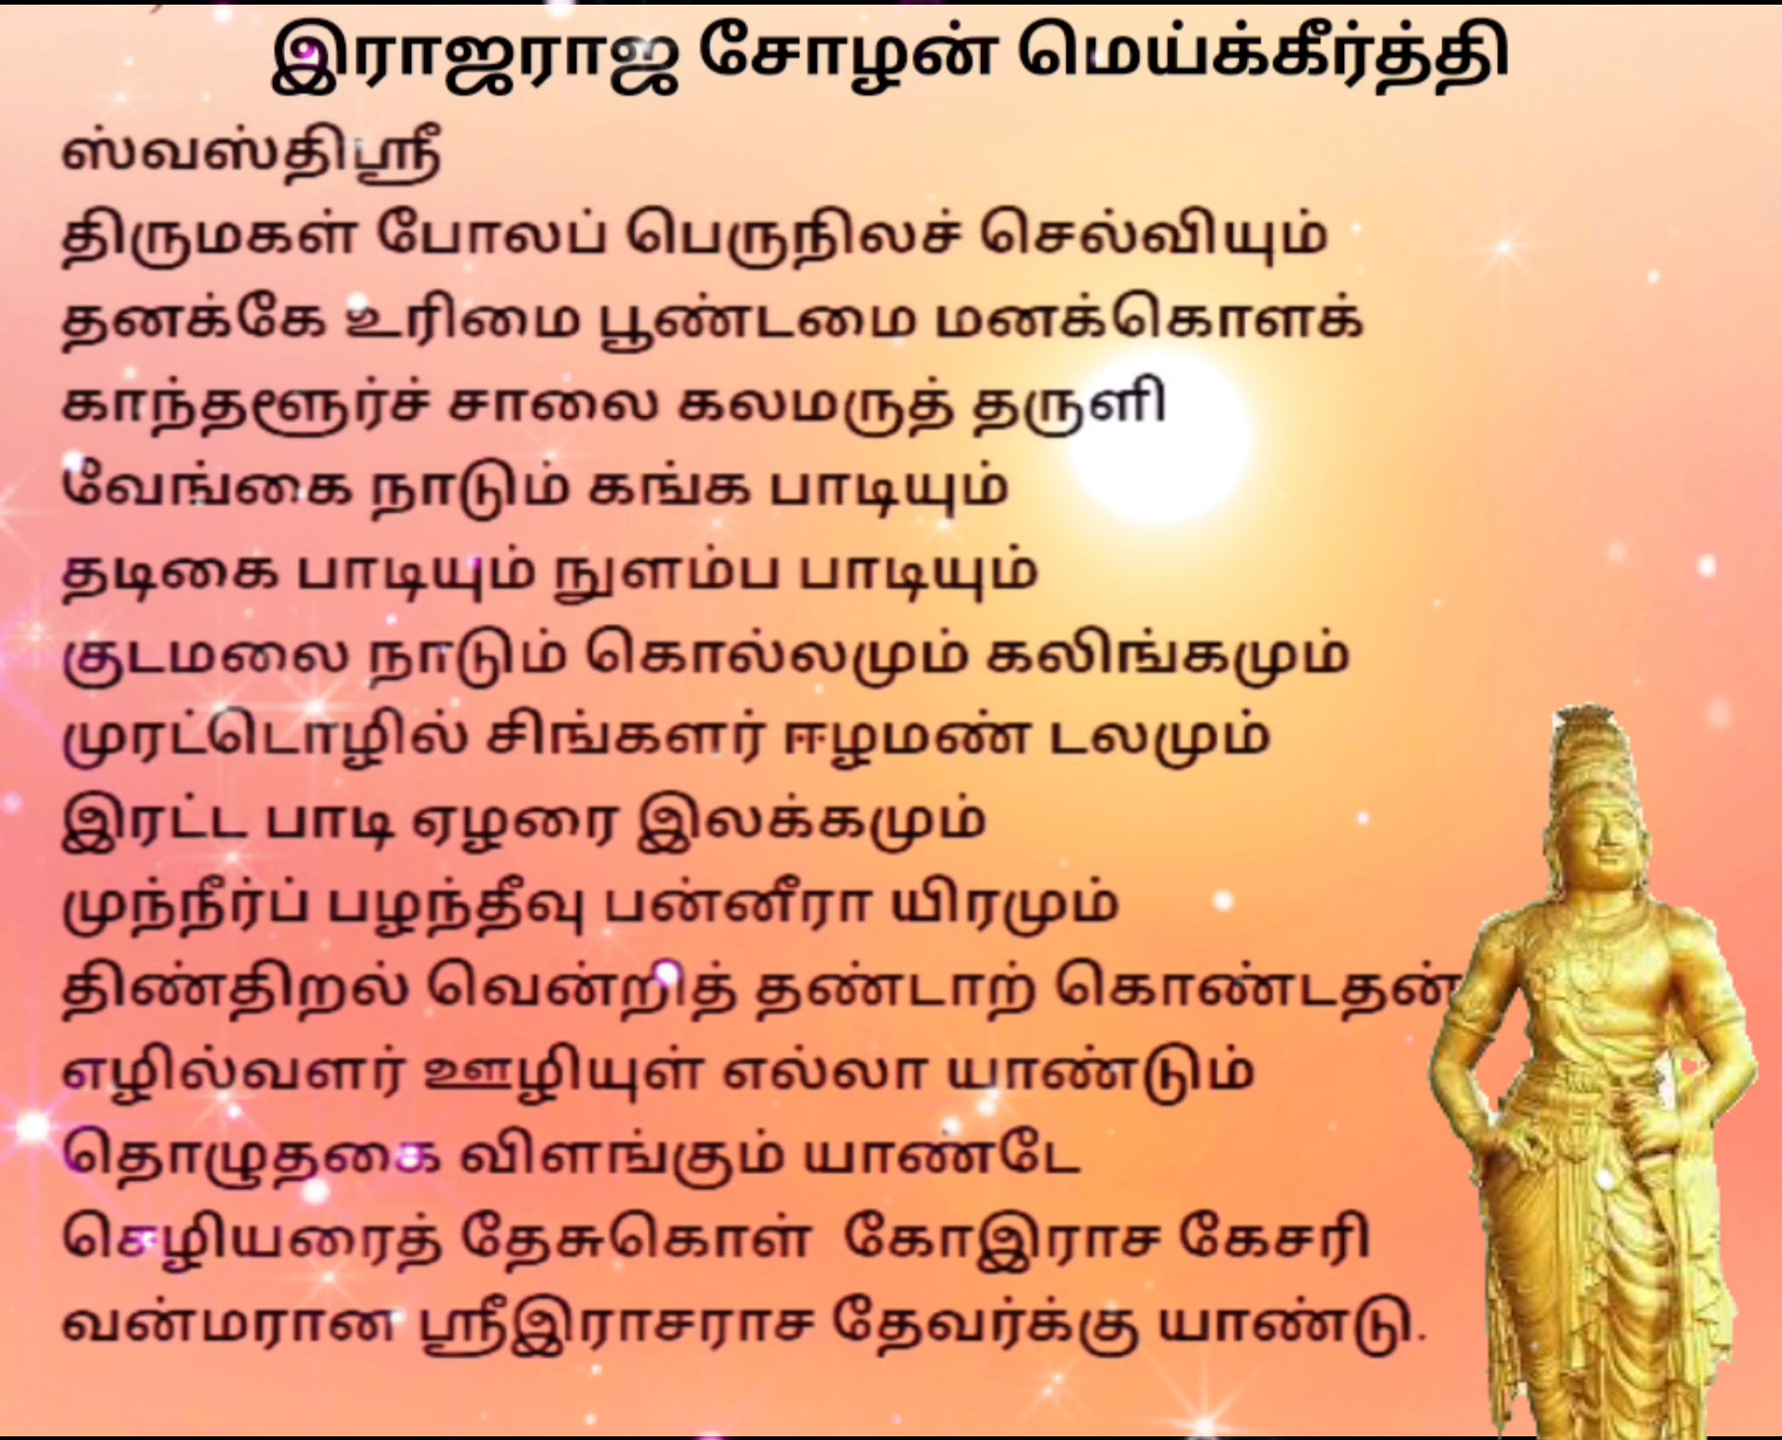 இராஜராஜ சோழன் மெய்க்கீர்த்தி
ஸ்வஸ்திஸ்ரீ
திருமகள் போலப் பெருநிலச் செல்வியும்
தனக்கே உரிமை பூண்டமை மனக்கொளக்
காந்தளூர்ச் சாலை கலமருத் தருளி
வேங்கை நாடும் கங்க பாடியும்
தடிகை பாடியும் நுளம்ப பாடியும்
குடமலை நாடும் கொல்லமும் கலிங்கமும்
முரட்டொழில் சிங்களர் ஈழமண் டலமும்
இரட்ட பாடி ஏழரை இலக்கமும்
முந்நீர்ப் பழந்தீவு பன்னீரா யிரமும்
திண்திறல் வென்றித் தண்டாற் கொண்டதன்
எழில்வளர் ஊழியுள் எல்லா யாண்டும்
தொழுதகை விளங்கும் யாண்டே
செழியரைத் தேசுகொள் கோஇராச கேசரி
வன்மரான ஸ்ரீஇராசராச தேவர்க்கு யாண்டு.